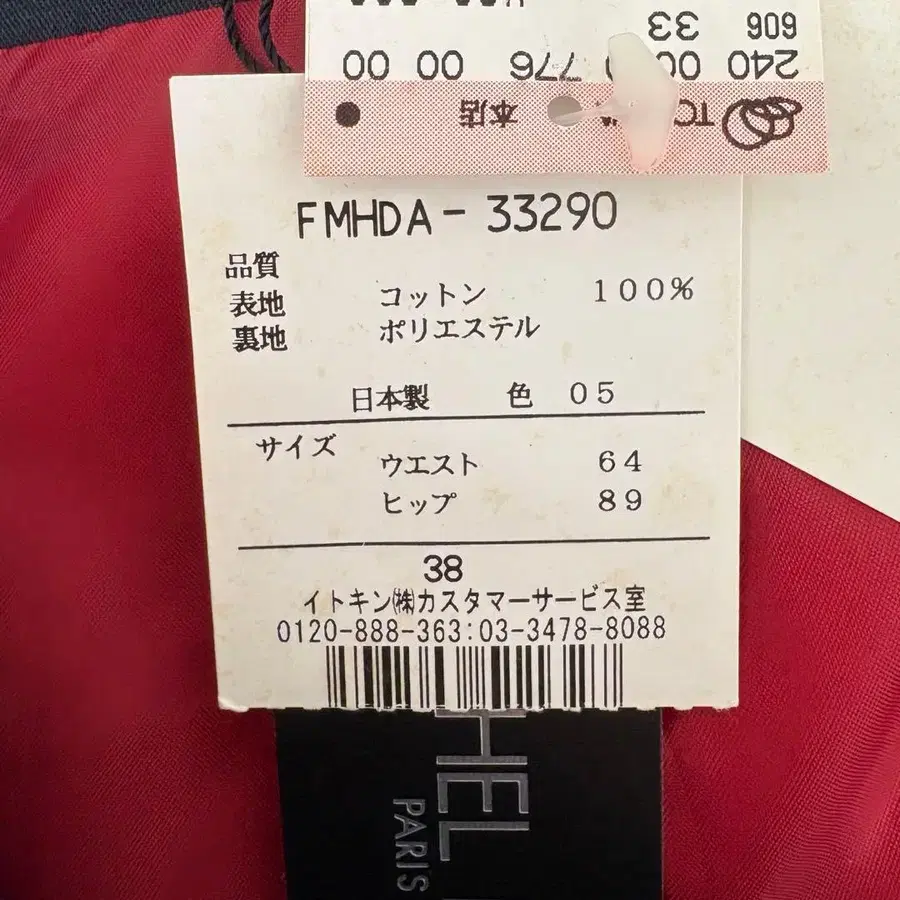 606
33
240 00 776 00 00
TO 本店
FMHDA - 33290
品質
表地 コットン 100%
裏地 ポリエステル
日本製 色 05
サイズ
ウエスト 64
ヒップ 89
38
イトキン㈱カスタマーサービス室
0120-888-363:03-3478-8088
HEL
PARIS